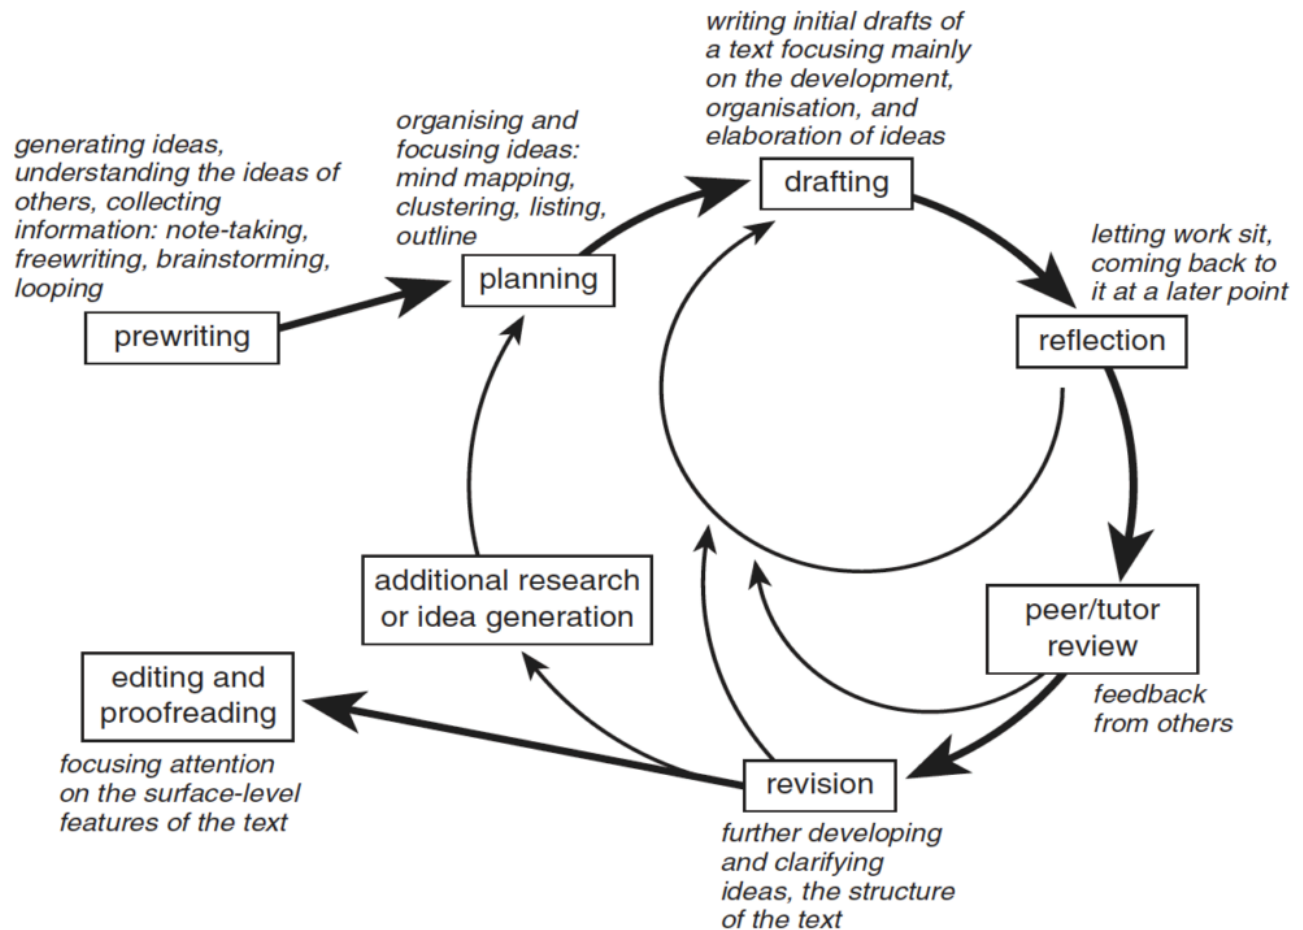 generating ideas,
understanding the ideas of
others, collecting
information: note-taking,
freewriting, brainstorming,
looping
prewriting
organising and
focusing ideas:
mind mapping,
clustering, listing,
outline
planning
writing initial drafts of
a text focusing mainly
on the development,
organisation, and
elaboration of ideas
drafting
letting work sit,
coming back to
it at a later point
reflection
peer/tutor
review
feedback
from others
revision
further developing
and clarifying
ideas, the structure
of the text
additional research
or idea generation
editing and
proofreading
focusing attention
on the surface-level
features of the text